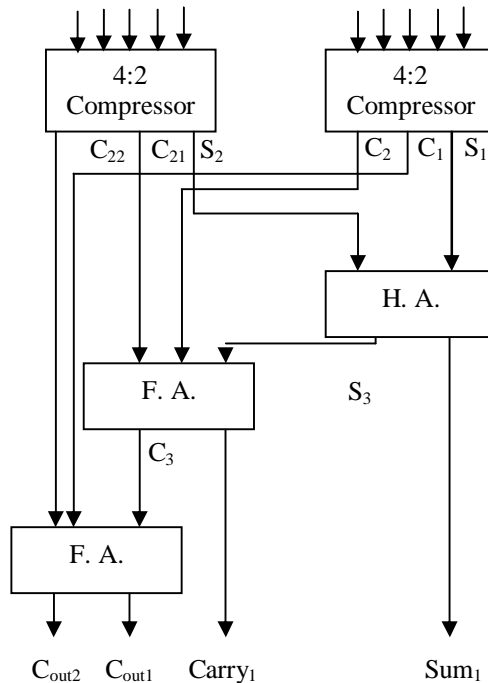 4:2
Compressor
4:2
Compressor
C₂₂ C₂₁ S₂
C₂ C₁ S₁
H. A.
F. A.
S₃
C₃
F. A.
Cout2 Cout1 Carry₁ Sum₁